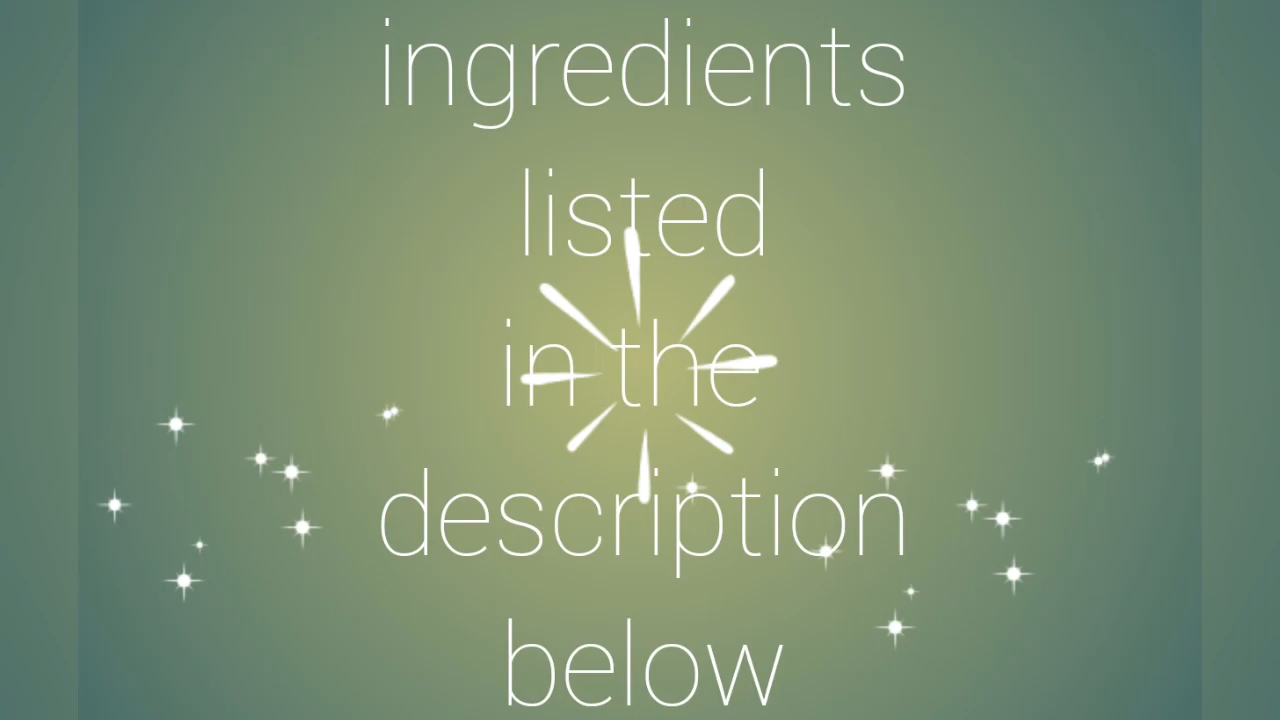 ingredients
listed
in the
description
below